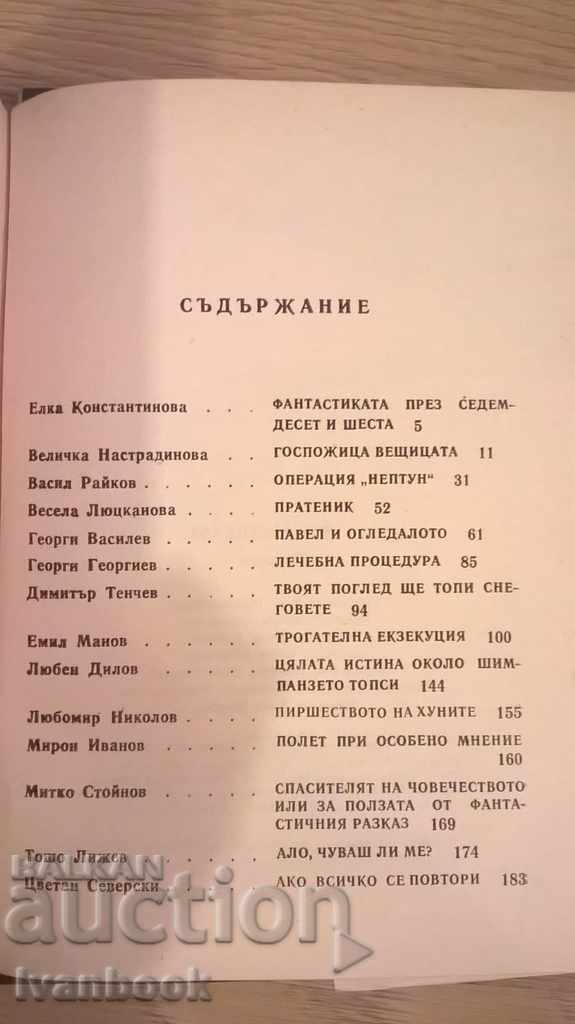 СЪДЪРЖАНИЕ
Елка Константинова . . . ФАНТАСТИКАТА ПРЕЗ СЕДЕМ-
ДЕСЕТ И ШЕСТА 5
Величка Настрадинова . . ГОСПОЖИЦА ВЕЩИЦАТА 11
Васил Райков . . . . . ОПЕРАЦИЯ „НЕПТУН“ 31
Весела Люцканова . . . . ПРАТЕНИК 52
Георги Василев . . . . . ПАВЕЛ И ОГЛЕДАЛОТО 61
Георги Георгиев . . . . . ЛЕЧЕБНА ПРОЦЕДУРА 85
Димитър Тенчев . . . . . ТВОЯТ ПОГЛЕД ЩЕ ТОПИ СНЕ-
ГОВЕТЕ 94
Емил Манов . . . . . . ТРОГАТЕЛНА ЕКЗЕКУЦИЯ 100
Любен Дилов . . . . . ЦЯЛАТА ИСТИНА ОКОЛО ШИМ-
ПАНЗЕТО ТОПСИ 144
Любомир Николов . . . . ПИРШЕСТВОТО НА ХУНИТЕ 155
Мирон Иванов . . . . . ПОЛЕТ ПРИ ОСОБЕНО МНЕНИЕ
160
Митко Стойнов . . . . . СПАСИТЕЛЯТ НА ЧОВЕЧЕСТВОТО
ИЛИ ЗА ПОЛЗАТА ОТ ФАНТА-
СТИЧНИЯ РАЗКАЗ 169
Тошо Лижев . . . . . . АЛО, ЧУВАШ ЛИ МЕ? 174
Цветан Северски . . . . АКО ВСИЧКО СЕ ПОВТОРИ 183
BALKAN
auction
Ivanbook